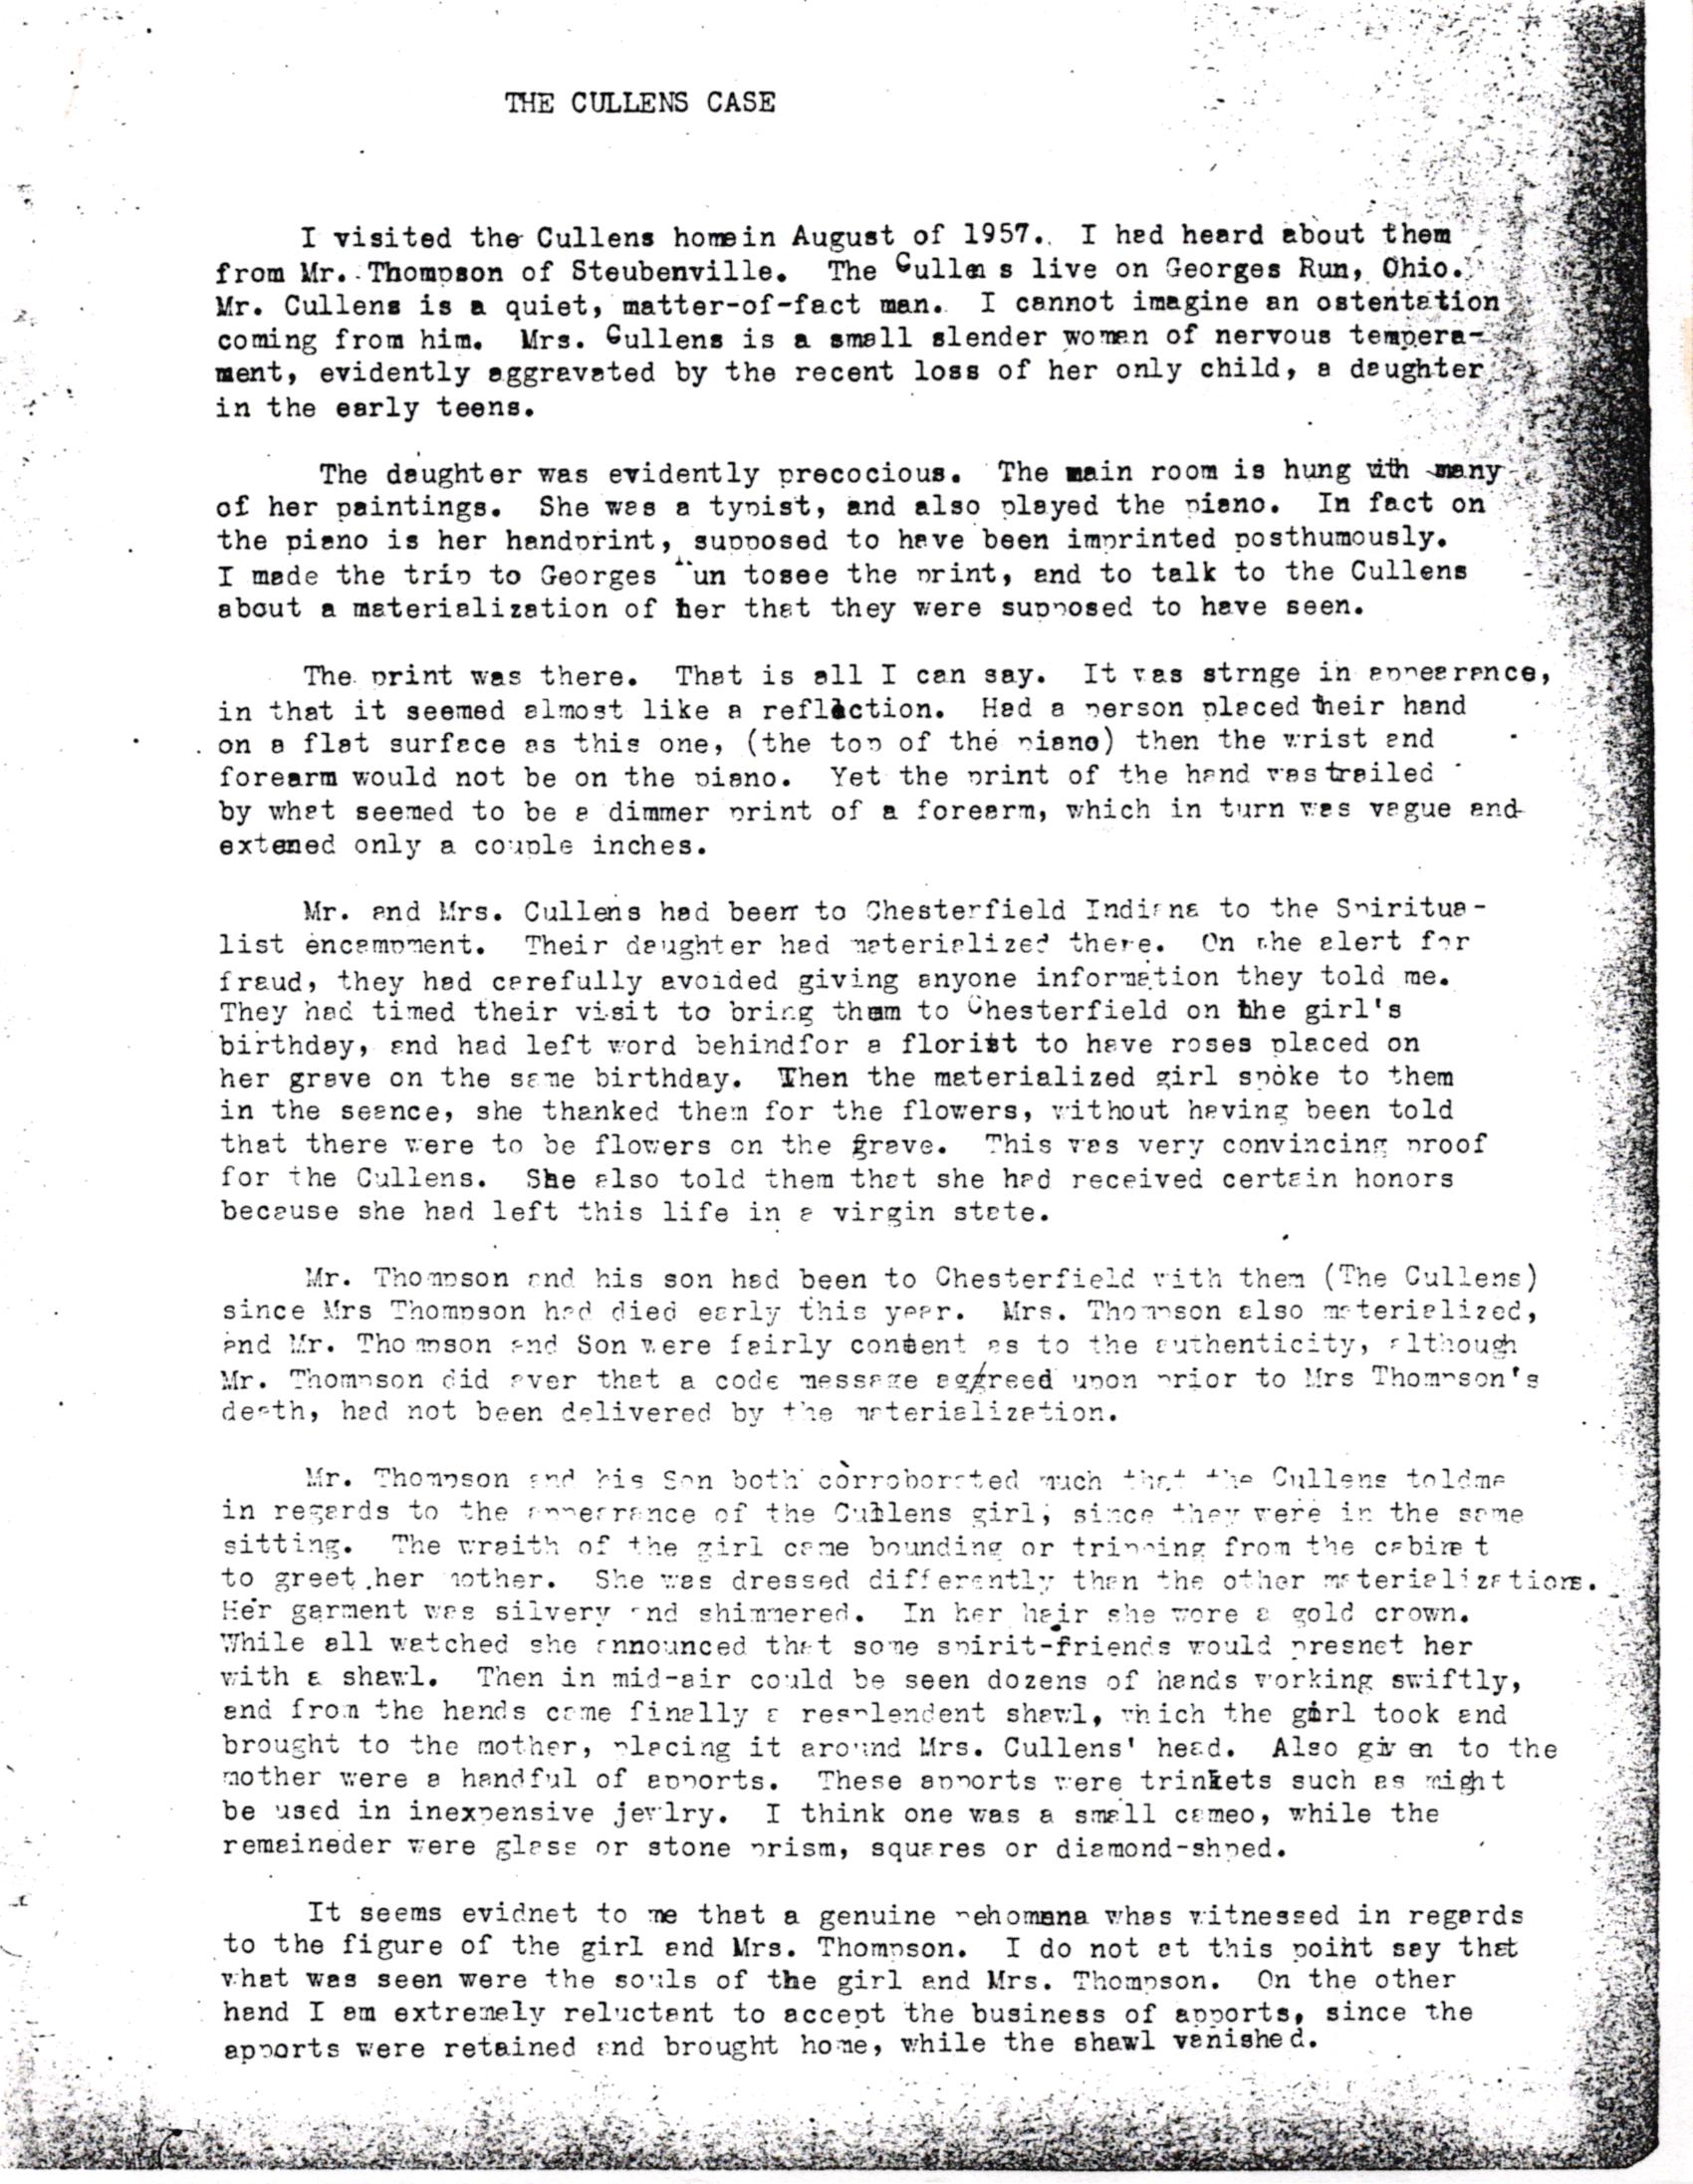 THE CULLENS CASE
I visited the Cullens homein August of 1957.. I had heard about them
from Mr. Thompson of Steubenville. The Cullen s live on Georges Run, Ohio.
Mr. Cullens is a quiet, matter-of-fact man. I cannot imagine an ostentation
coming from him. Mrs. Cullens is a small slender woman of nervous tempera-
ment, evidently aggravated by the recent loss of her only child, a daughter
in the early teens.
The daughter was evidently precocious. The main room is hung with many
of her paintings. She was a typist, and also played the piano. In fact on
the piano is her handprint, supposed to have been imprinted posthumously.
I made the trip to Georges Run tosee the print, and to talk to the Cullens
about a materialization of her that they were supposed to have seen.
The print was there. That is all I can say. It was strnge in appearance,
in that it seemed almost like a reflection. Had a person placed their hand
on a flat surface as this one, (the top of the piano) then the wrist and
forearm would not be on the piano. Yet the print of the hand was trailed
by what seemed to be a dimmer print of a forearm, which in turn was vague and
extened only a couple inches.
Mr. and Mrs. Cullens had been to Chesterfield Indiana to the Spiritua-
list encampment. Their daughter had materialized there. On the alert for
fraud, they had carefully avoided giving anyone information they told me.
They had timed their visit to bring them to Chesterfield on the girl's
birthday, and had left word behindfor a florist to have roses placed on
her grave on the same birthday. When the materialized girl spoke to them
in the seance, she thanked them for the flowers, without having been told
that there were to be flowers on the grave. This was very convincing proof
for the Cullens. She also told them that she had received certain honors
because she had left this life in a virgin state.
Mr. Thompson and his son had been to Chesterfield with them (The Cullens)
since Mrs Thompson had died early this year. Mrs. Thompson also materialized,
and Mr. Thompson and Son were fairly content as to the authenticity, although
Mr. Thompson did aver that a code message agreed upon prior to Mrs Thompson's
death, had not been delivered by the materialization.
Mr. Thompson and his Son both corroborated much that the Cullens toldme
in regards to the appearrance of the Cullens girl, since they were in the same
sitting. The wraith of the girl came bounding or tripping from the cabinet
to greet her mother. She was dressed differently than the other materializations.
Her garment was silvery and shimmered. In her hair she wore a gold crown.
While all watched she announced that some spirit-friends would presnet her
with a shawl. Then in mid-air could be seen dozens of hands working swiftly,
and from the hands came finally a resplendent shawl, which the girl took and
brought to the mother, placing it around Mrs. Cullens' head. Also given to the
mother were a handful of apports. These apports were trinkets such as might
be used in inexpensive jewlry. I think one was a small cameo, while the
remaineder were glass or stone prism, squares or diamond-shped.
It seems evidnet to me that a genuine pehomana whas witnessed in regards
to the figure of the girl and Mrs. Thompson. I do not at this point say that
what was seen were the souls of the girl and Mrs. Thompson. On the other
hand I am extremely reluctant to accept the business of apports, since the
apports were retained and brought home, while the shawl vanished.